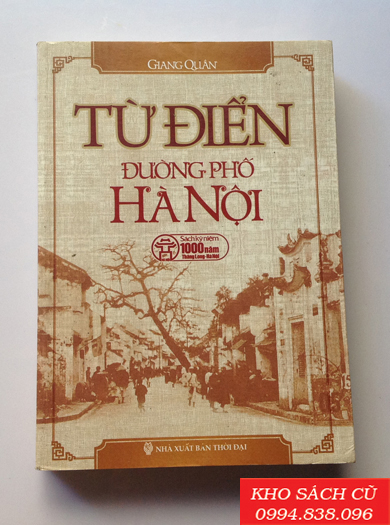 GIANG QUÂN
TỪ ĐIỂN
ĐƯỜNG PHỐ
HÀ NỘI
Sách kỷ niệm
1000 năm
Thăng Long - Hà Nội
NHÀ XUẤT BẢN THỜI ĐẠI
KHO SÁCH CŨ
0994.838.096